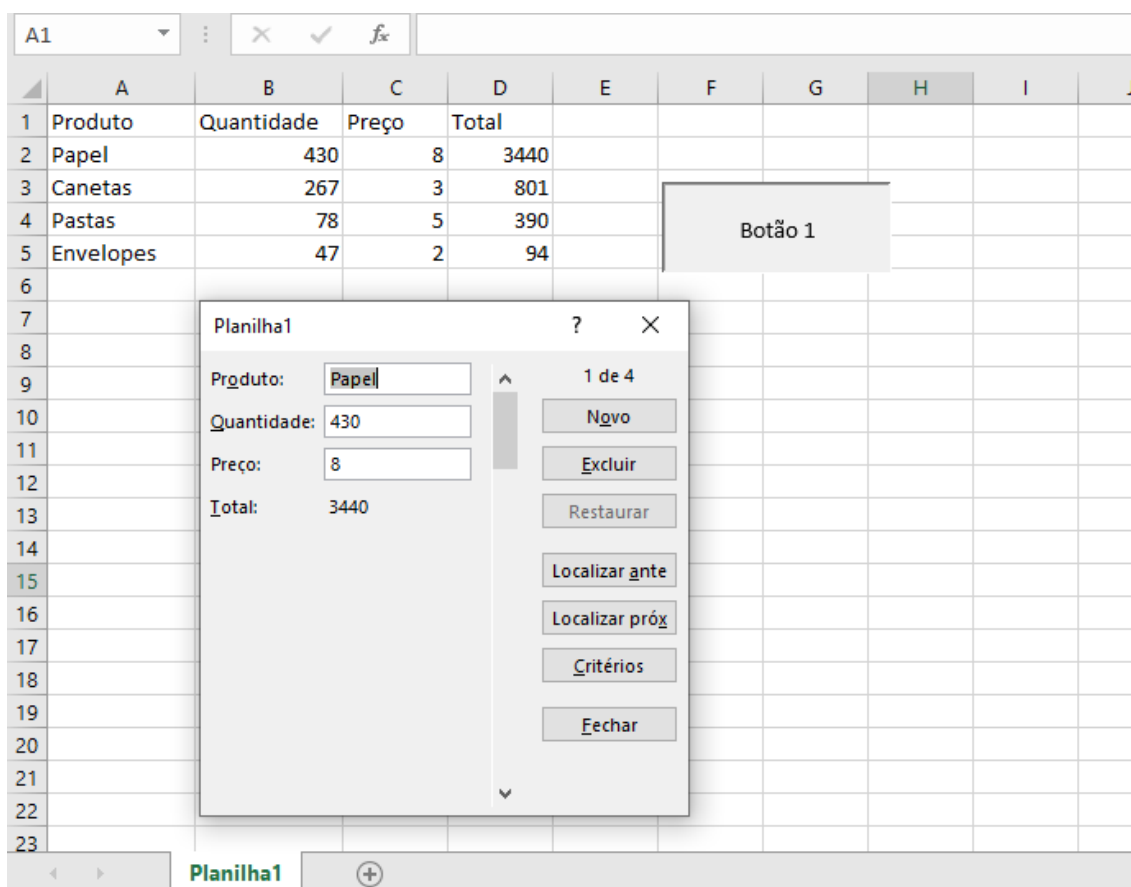 A1 fx
A B C D E F G H I J
1 Produto Quantidade Preço Total
2 Papel 430 8 3440
3 Canetas 267 3 801
4 Pastas 78 5 390
5 Envelopes 47 2 94
Botão 1
6
7
8
9
10
11
12
13
14
15
16
17
18
19
20
21
22
23
Planilha1 ?
Produto: Papel
Quantidade: 430
Preço: 8
Total: 3440
1 de 4
Novo
Excluir
Restaurar
Localizar ante
Localizar próx
Critérios
Fechar
Planilha1